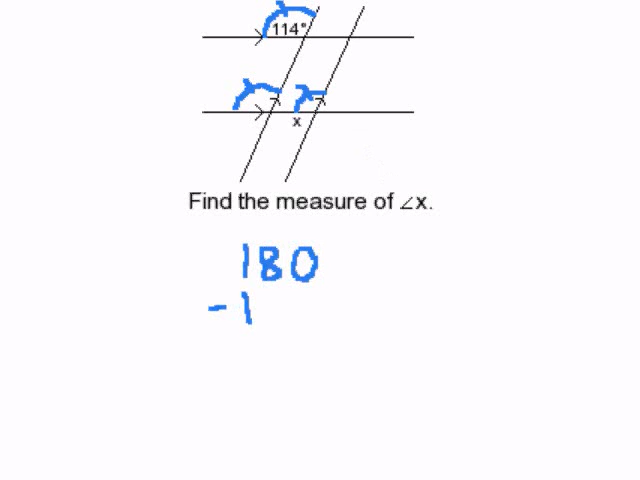 114°
x
Find the measure of ∠x.
180
-1